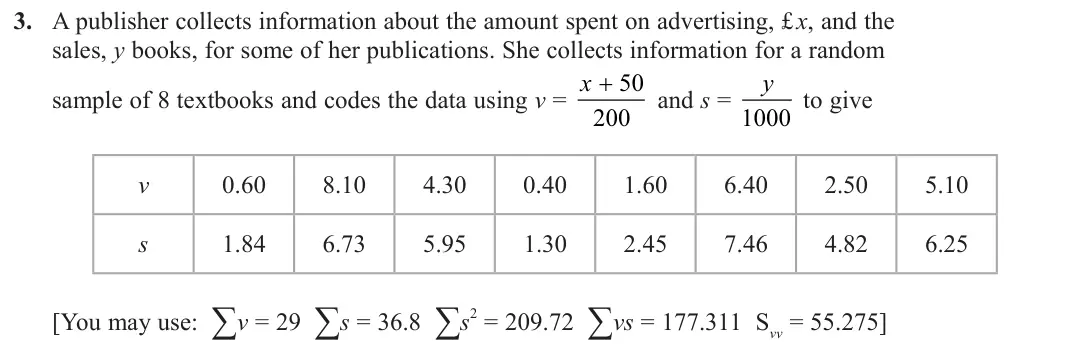 3. A publisher collects information about the amount spent on advertising, £x, and the
sales, y books, for some of her publications. She collects information for a random
sample of 8 textbooks and codes the data using v = (x + 50)/200 and s = y/1000 to give
v 0.60 8.10 4.30 0.40 1.60 6.40 2.50 5.10
s 1.84 6.73 5.95 1.30 2.45 7.46 4.82 6.25
[You may use: ∑v = 29 ∑s = 36.8 ∑s² = 209.72 ∑vs = 177.311 S_vv = 55.275]